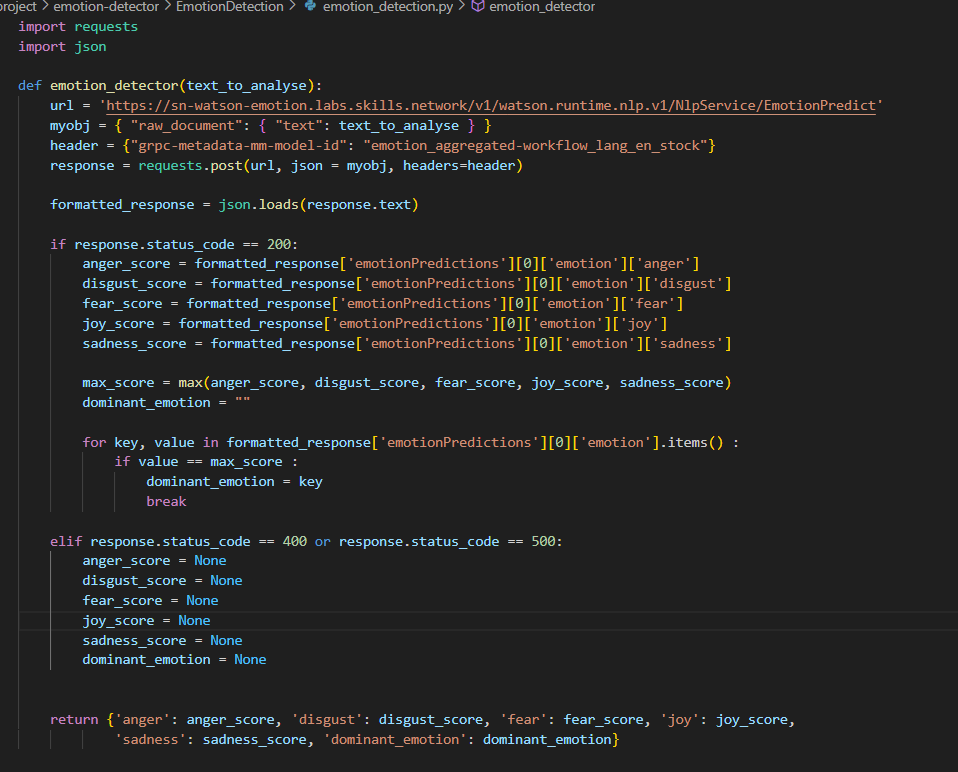 project > emotion-detector > EmotionDetection > emotion_detection.py > emotion_detector
import requests
import json

def emotion_detector(text_to_analyse):
    url = 'https://sn-watson-emotion.labs.skills.network/v1/watson.runtime.nlp.v1/NlpService/EmotionPredict'
    myobj = { "raw_document": { "text": text_to_analyse } }
    header = {"grpc-metadata-mm-model-id": "emotion_aggregated-workflow_lang_en_stock"}
    response = requests.post(url, json = myobj, headers=header)

    formatted_response = json.loads(response.text)

    if response.status_code == 200:
        anger_score = formatted_response['emotionPredictions'][0]['emotion']['anger']
        disgust_score = formatted_response['emotionPredictions'][0]['emotion']['disgust']
        fear_score = formatted_response['emotionPredictions'][0]['emotion']['fear']
        joy_score = formatted_response['emotionPredictions'][0]['emotion']['joy']
        sadness_score = formatted_response['emotionPredictions'][0]['emotion']['sadness']

        max_score = max(anger_score, disgust_score, fear_score, joy_score, sadness_score)
        dominant_emotion = ""

        for key, value in formatted_response['emotionPredictions'][0]['emotion'].items() :
            if value == max_score :
                dominant_emotion = key
                break

    elif response.status_code == 400 or response.status_code == 500:
        anger_score = None
        disgust_score = None
        fear_score = None
        joy_score = None
        sadness_score = None
        dominant_emotion = None


    return {'anger': anger_score, 'disgust': disgust_score, 'fear': fear_score, 'joy': joy_score,
            'sadness': sadness_score, 'dominant_emotion': dominant_emotion}